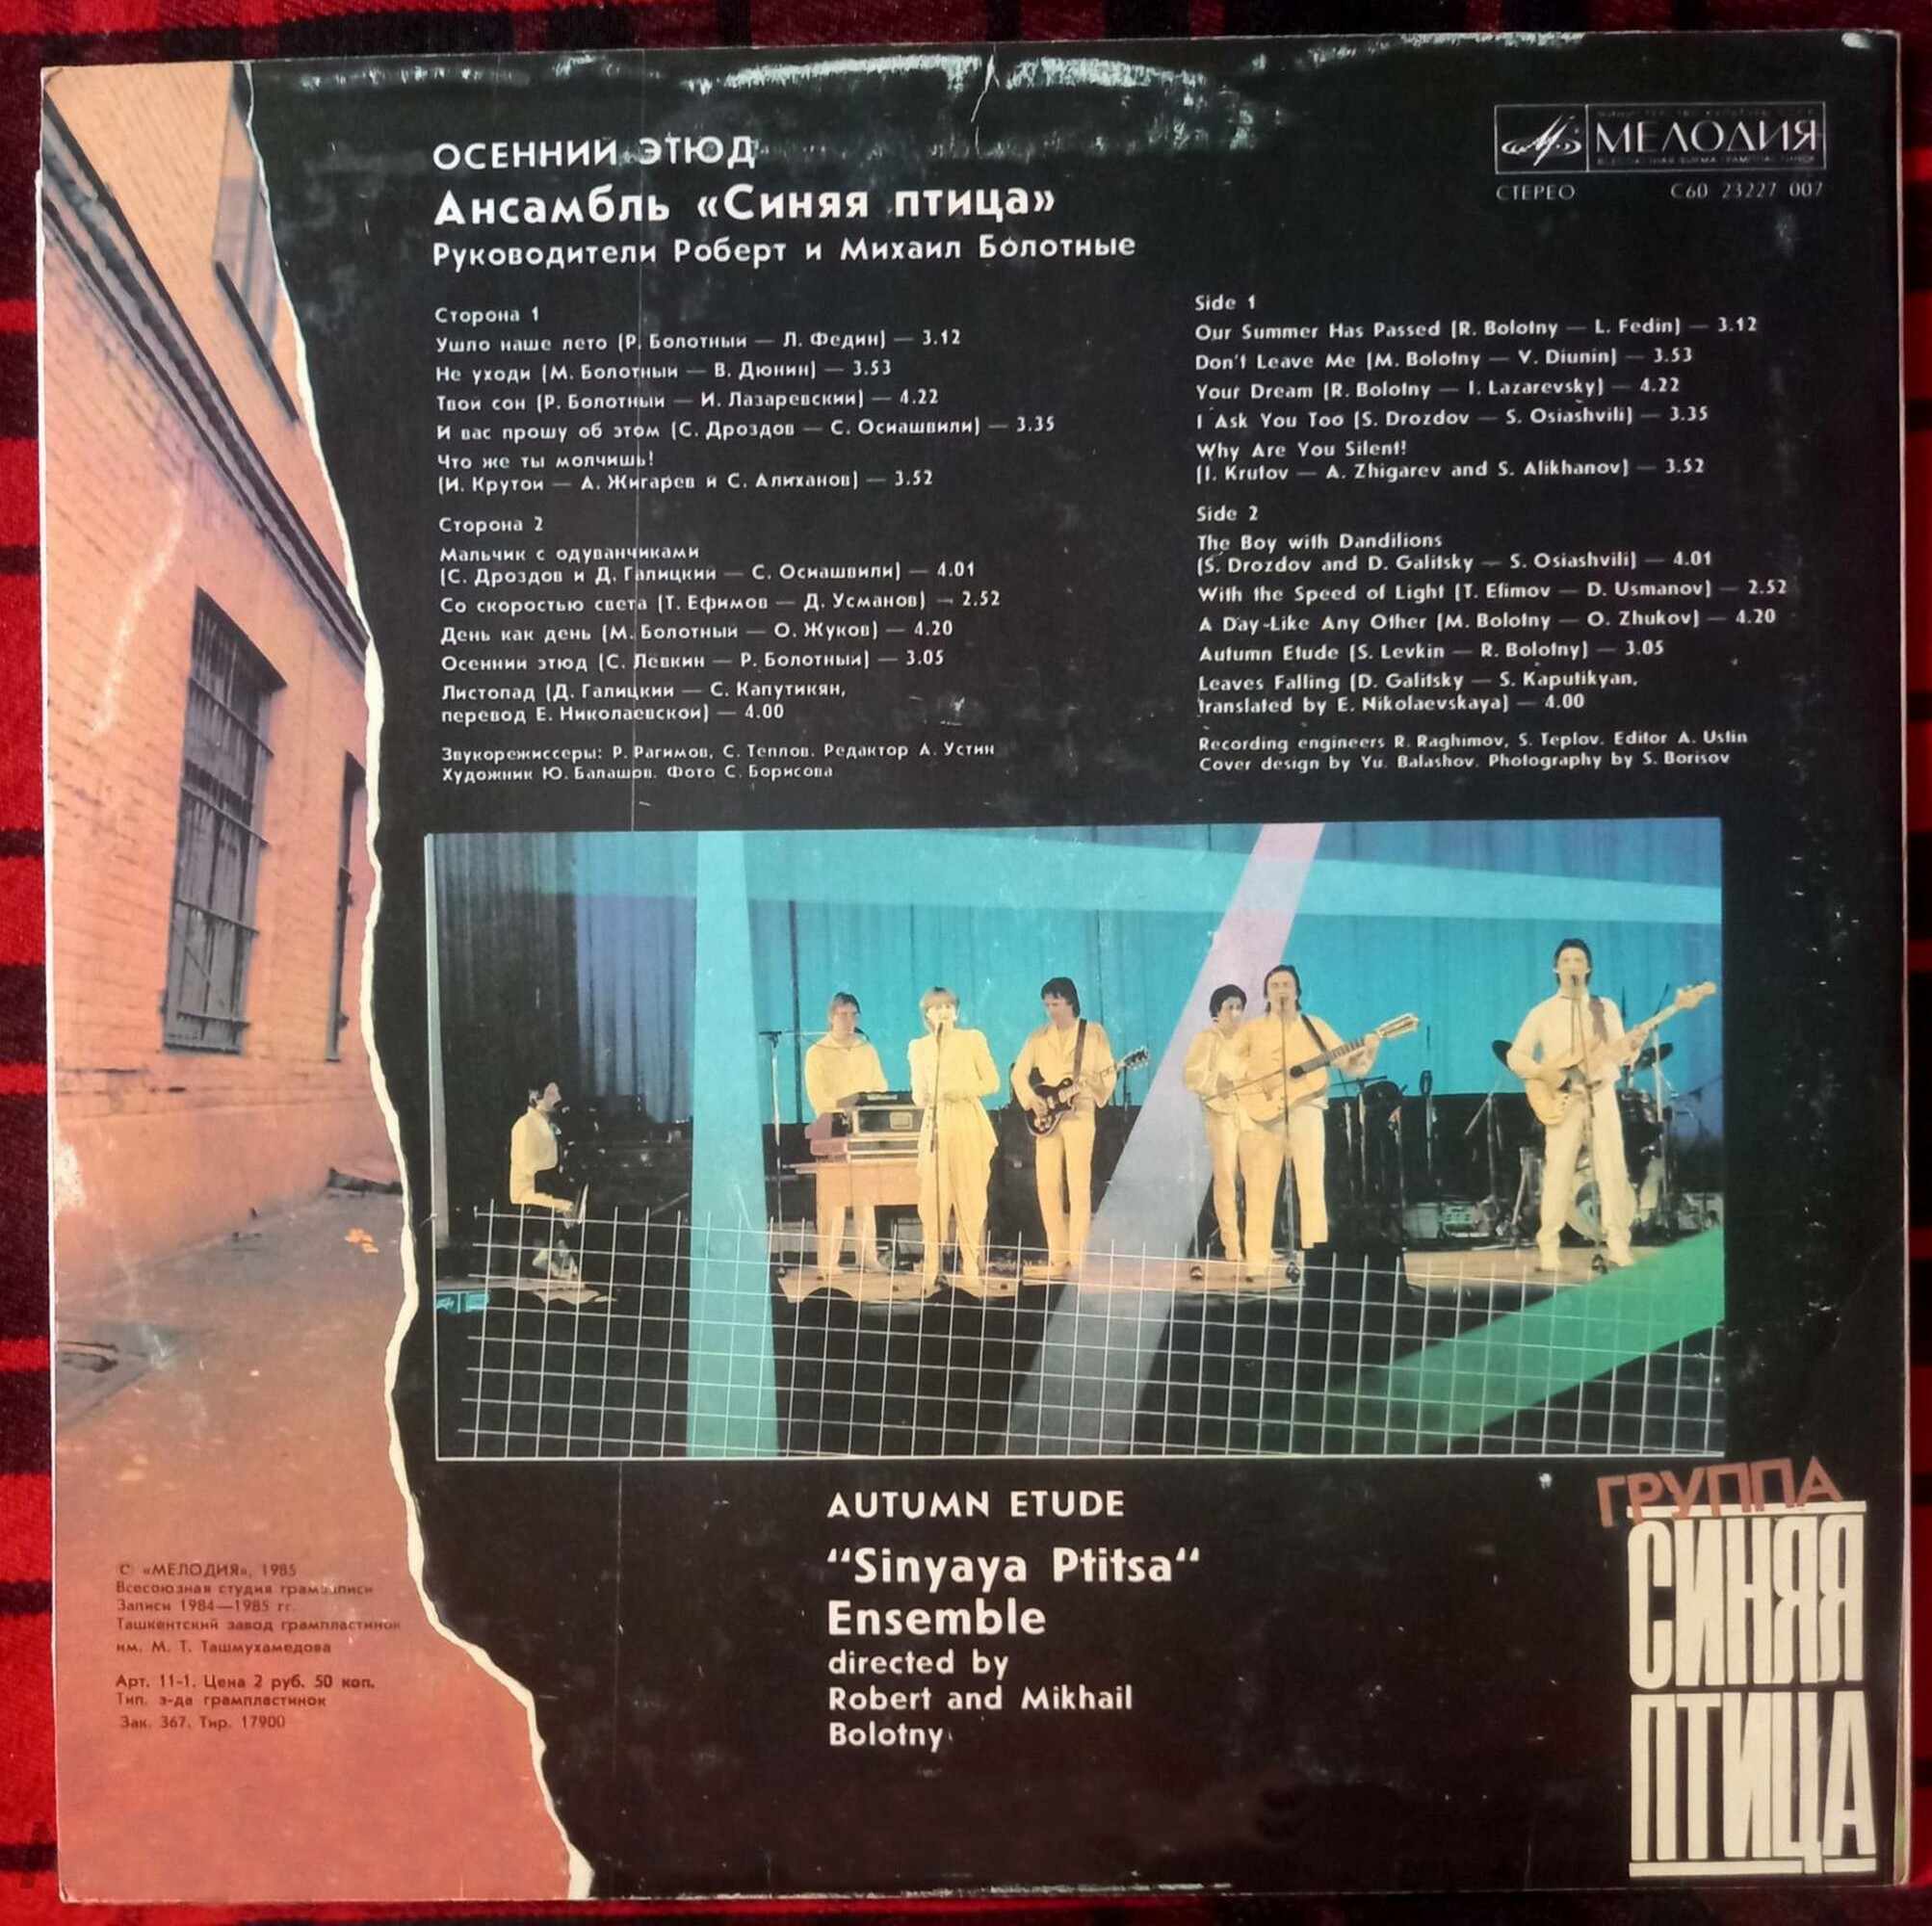 ОСЕННИЙ ЭТЮД
Ансамбль «Синяя птица»
Руководители Роберт и Михаил Болотные
МЕЛОДИЯ
СТЕРЕО С60 23227 007
Сторона 1
Ушло наше лето (Р. Болотный — Л. Федин) — 3.12
Не уходи (М. Болотный — В. Дюнин) — 3.53
Твой сон (Р. Болотный — И. Лазаревский) — 4.22
И вас прошу об этом (С. Дроздов — С. Осиашвили) — 3.35
Что же ты молчишь!
(И. Крутой — А. Жигарев и С. Алиханов) — 3.52
Сторона 2
Мальчик с одуванчиками
(С. Дроздов и Д. Галицкий — С. Осиашвили) — 4.01
Со скоростью света (Т. Ефимов — Д. Усманов) — 2.52
День как день (М. Болотный — О. Жуков) — 4.20
Осенний этюд (С. Лёвкин — Р. Болотный) — 3.05
Листопад (Д. Галицкий — С. Капутикян,
перевод Е. Николаевской) — 4.00
Звукорежиссеры: Р. Рагимов, С. Теплов. Редактор А. Устин
Художник Ю. Балашов. Фото С. Борисова
Side 1
Our Summer Has Passed (R. Bolotny — L. Fedin) — 3.12
Don't Leave Me (M. Bolotny — V. Diunin) — 3.53
Your Dream (R. Bolotny — I. Lazarevsky) — 4.22
I Ask You Too (S. Drozdov — S. Osiashvili) — 3.35
Why Are You Silent!
(I. Krutov — A. Zhigarev and S. Alikhanov) — 3.52
Side 2
The Boy with Dandilions
(S. Drozdov and D. Galitsky — S. Osiashvili) — 4.01
With the Speed of Light (T. Efimov — D. Usmanov) — 2.52
A Day-Like Any Other (M. Bolotny — O. Zhukov) — 4.20
Autumn Etude (S. Levkin — R. Bolotny) — 3.05
Leaves Falling (D. Galitsky — S. Kaputikyan,
translated by E. Nikolaevskaya) — 4.00
Recording engineers R. Raghimov, S. Teplov. Editor A. Ustin
Cover design by Yu. Balashov. Photography by S. Borisov
AUTUMN ETUDE
“Sinyaya Ptitsa“
Ensemble
directed by
Robert and Mikhail
Bolotny
ГРУППА
СИНЯЯ
ПТИЦА
С «МЕЛОДИЯ», 1985
Всесоюзная студия грамзаписи
Записи 1984—1985 гг.
Ташкентский завод грампластинок
им. М. Т. Ташмухамедова
Арт. 11-1. Цена 2 руб. 50 коп.
Тип. з-да грампластинок
Зак. 367. Тир. 17900